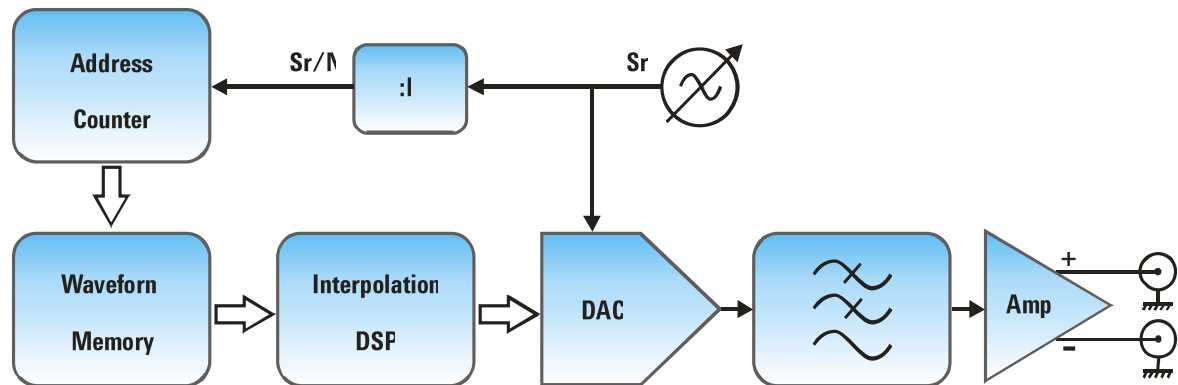 Address
Counter
Sr/N
:I
Sr
Waveforn
Memory
Interpolation
DSP
DAC
Amp
+
-